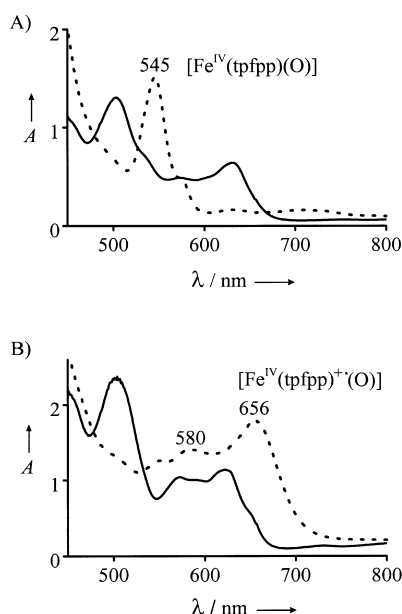 A)
2
545
[Fe^IV(tpfpp)(O)]
1
A
0
500
600
700
800
λ / nm
B)
[Fe^IV(tpfpp)^+•(O)]
2
656
580
A
1
0
500
600
700
800
λ / nm